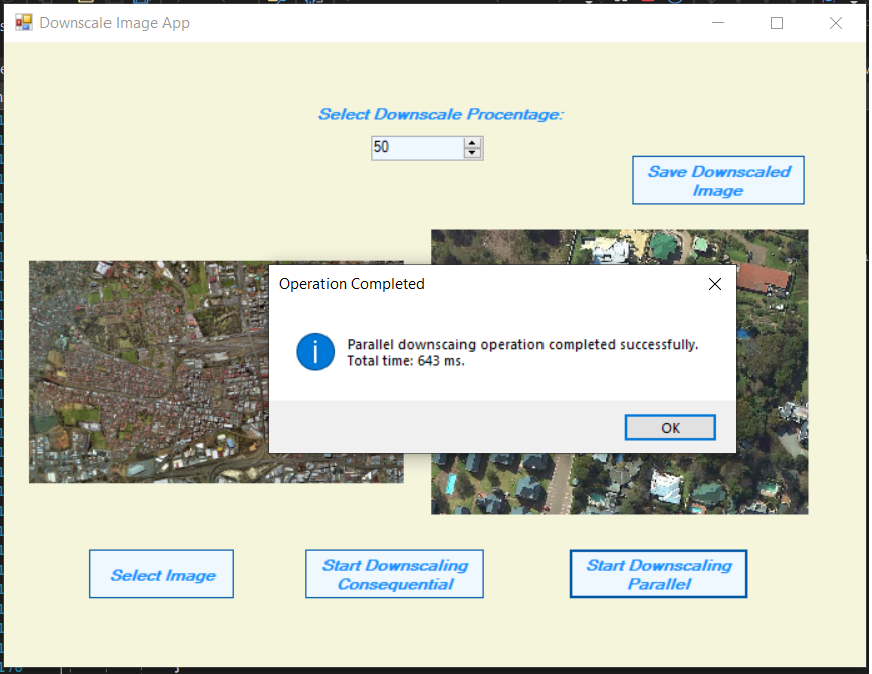 Downscale Image App
Select Downscale Procentage:
50
Save Downscaled
Image
Operation Completed
Parallel downscaing operation completed successfully.
Total time: 643 ms.
OK
Select Image
Start Downscaling
Consequential
Start Downscaling
Parallel